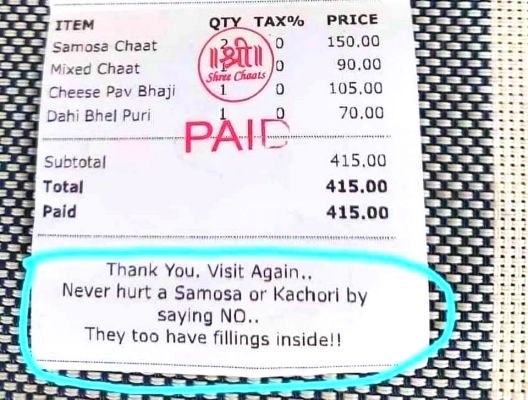 ITEM QTY TAX% PRICE
Samosa Chaat 2 0 150.00
Mixed Chaat 1 0 90.00
Cheese Pav Bhaji 1 0 105.00
Dahi Bhel Puri 1 0 70.00
॥श्री॥
Shree Chaats
PAID
Subtotal 415.00
Total 415.00
Paid 415.00
Thank You. Visit Again..
Never hurt a Samosa or Kachori by
saying NO..
They too have fillings inside!!